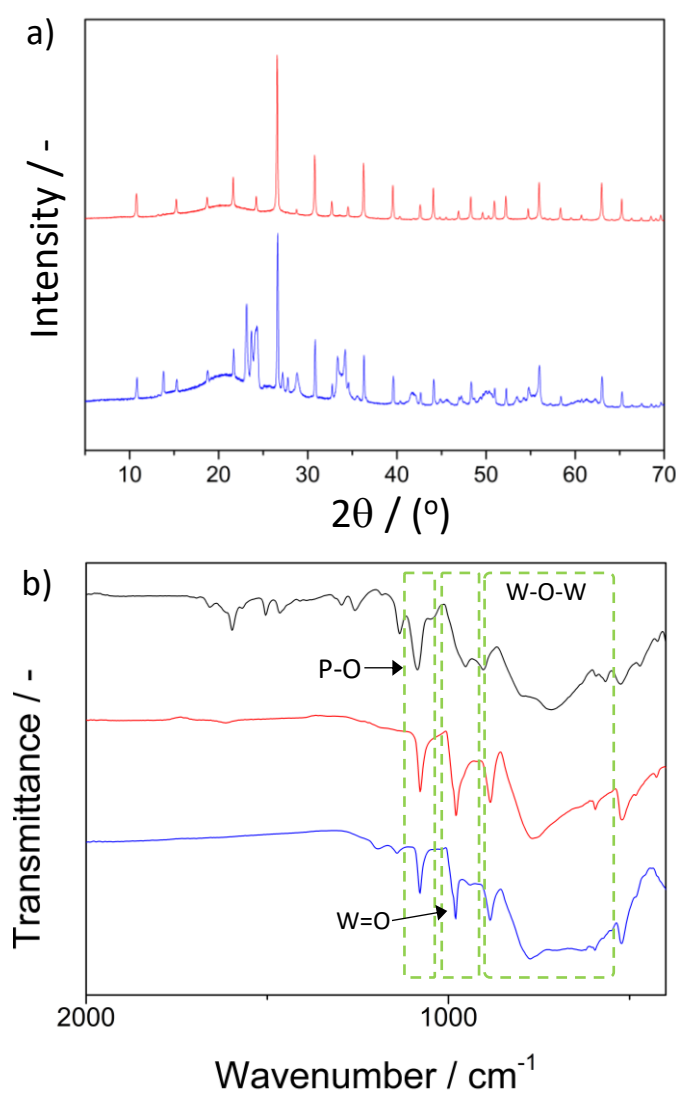 a)
Intensity / -
10 20 30 40 50 60 70
2θ / (º)
b)
W-O-W
P-O
W=O
Transmittance / -
2000 1000
Wavenumber / cm⁻¹